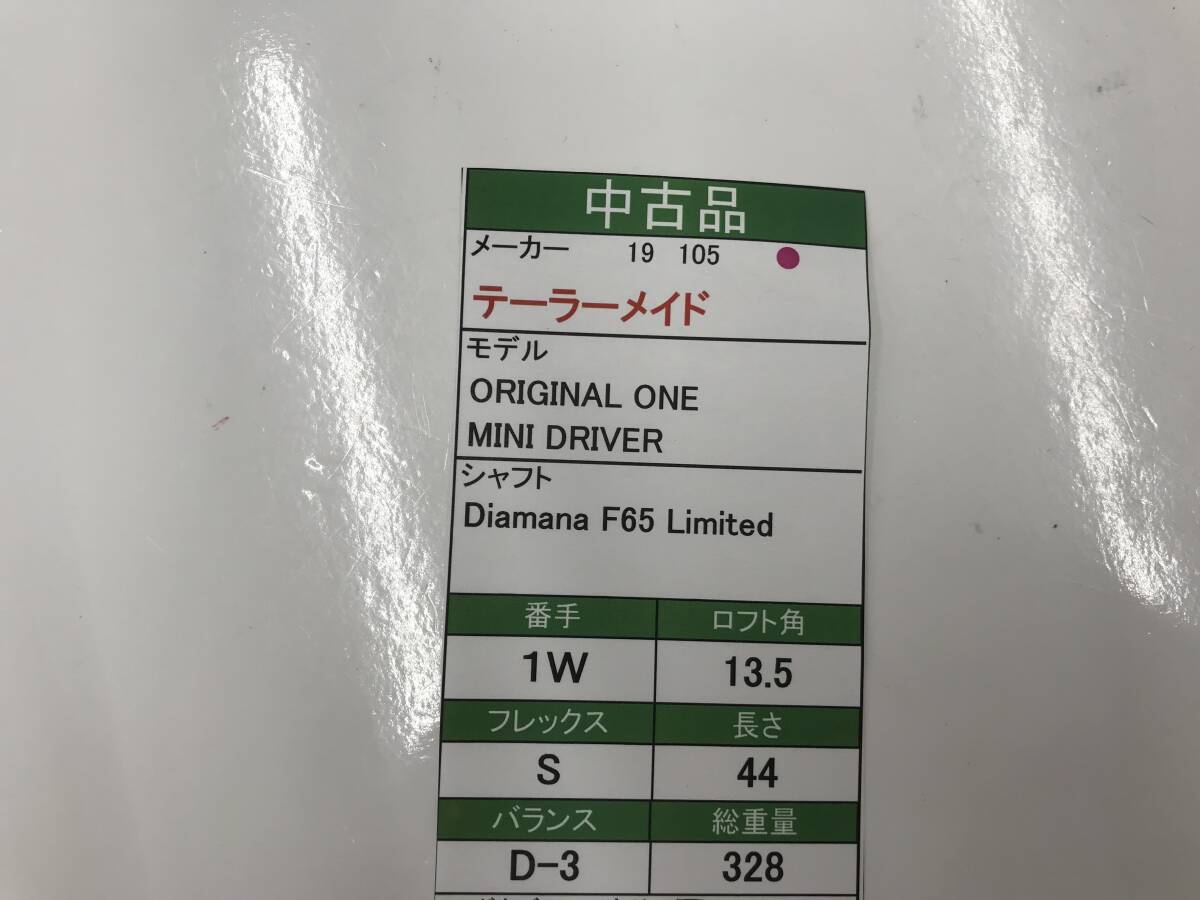 中古品
メーカー 19 105
テーラーメイド
モデル
ORIGINAL ONE
MINI DRIVER
シャフト
Diamana F65 Limited
番手 ロフト角
1W 13.5
フレックス 長さ
S 44
バランス 総重量
D-3 328